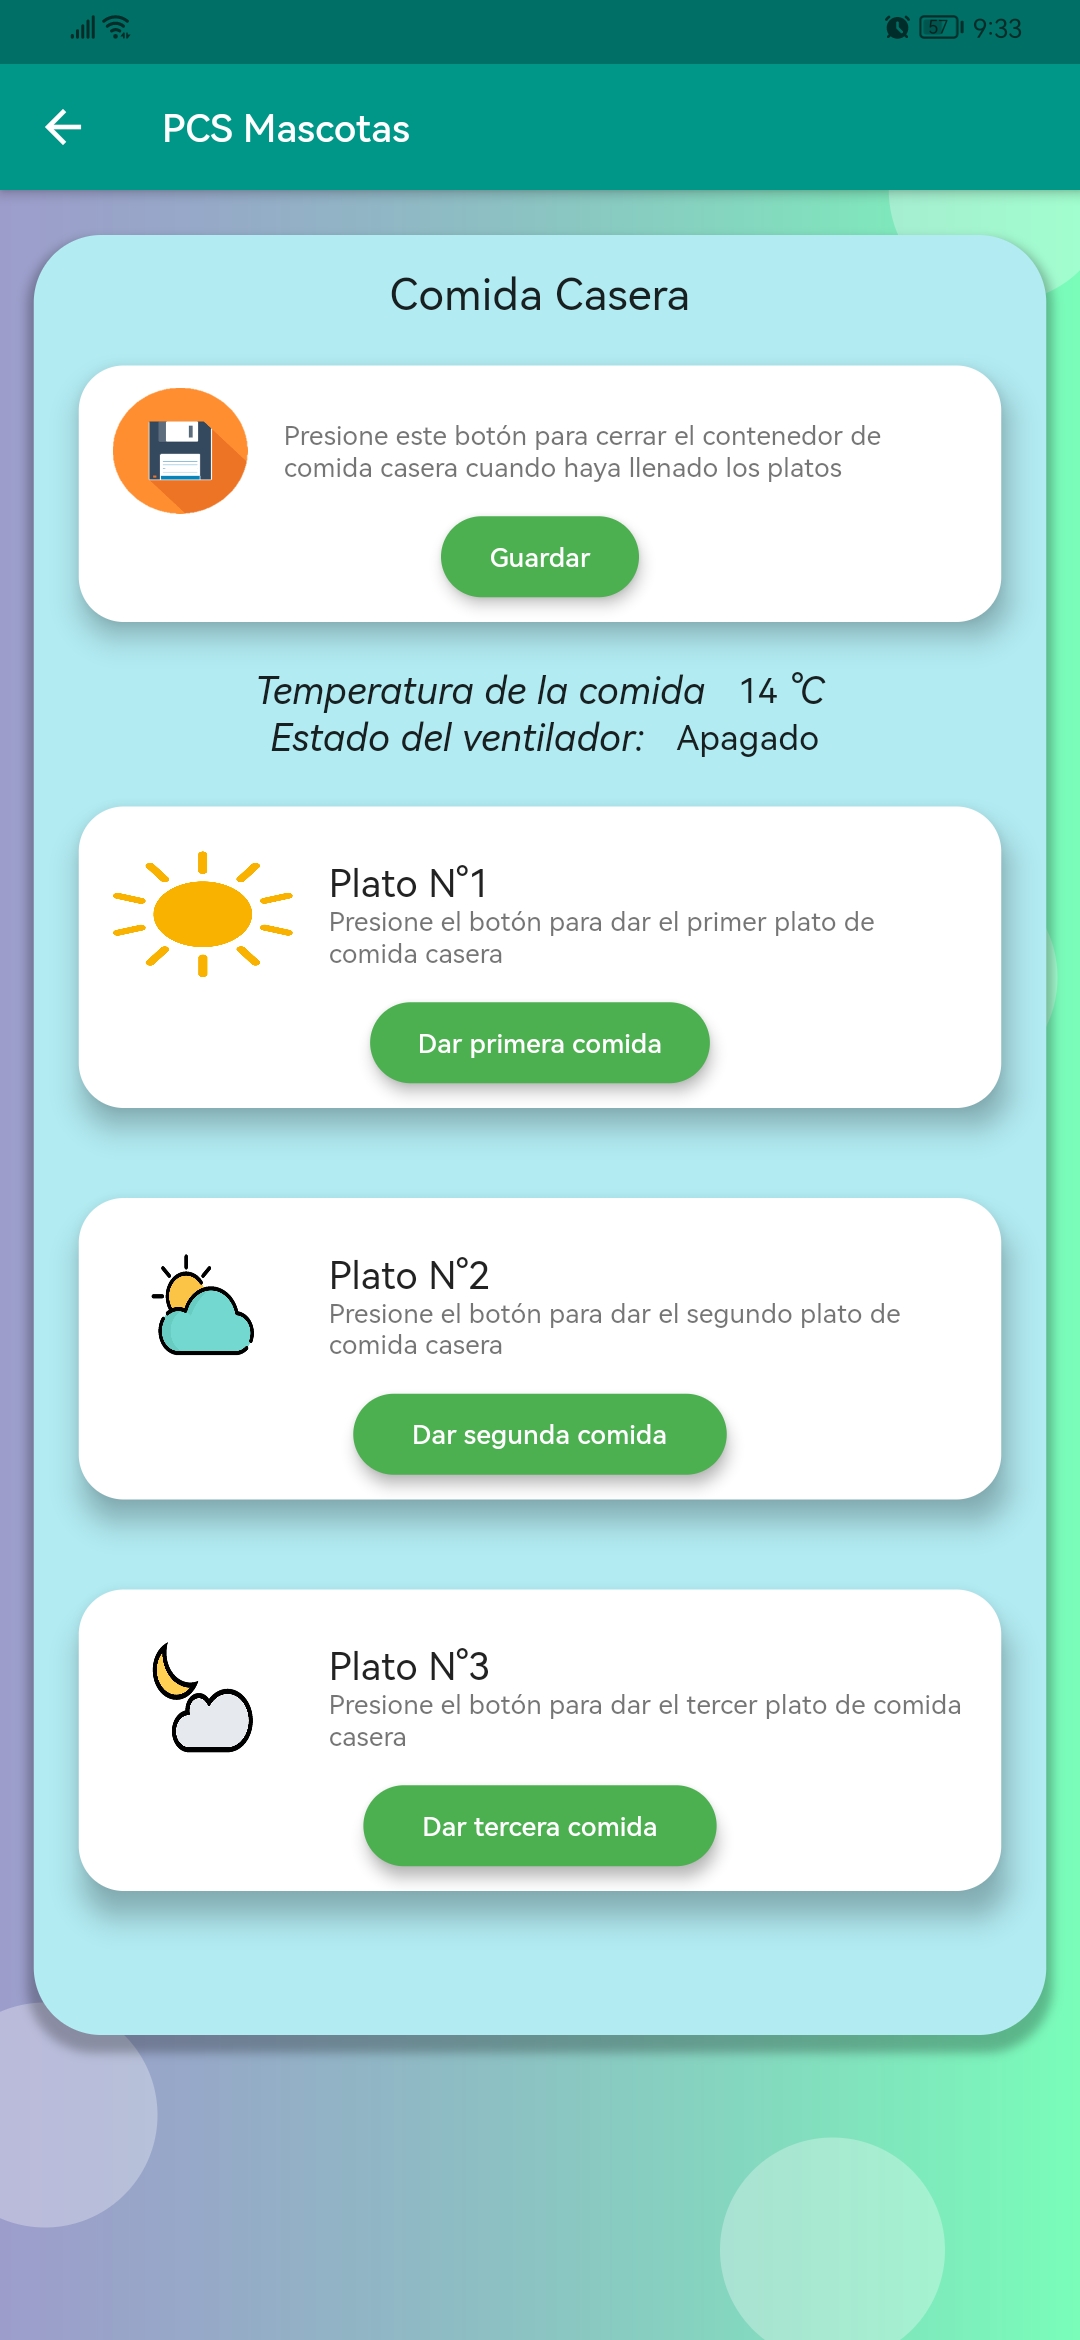 57 9:33
PCS Mascotas
Comida Casera
Presione este botón para cerrar el contenedor de
comida casera cuando haya llenado los platos
Guardar
Temperatura de la comida 14 °C
Estado del ventilador: Apagado
Plato N°1
Presione el botón para dar el primer plato de
comida casera
Dar primera comida
Plato N°2
Presione el botón para dar el segundo plato de
comida casera
Dar segunda comida
Plato N°3
Presione el botón para dar el tercer plato de comida
casera
Dar tercera comida